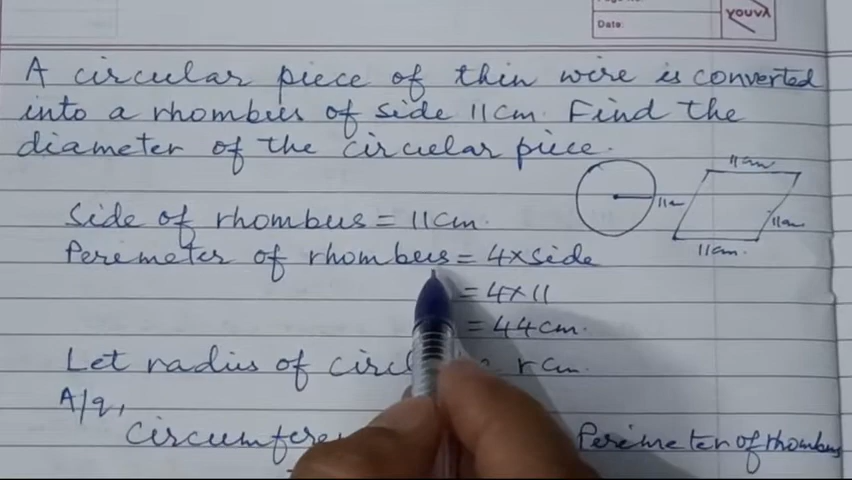 Date:
YOUVA
A circular piece of thin wire is converted
into a rhombus of side 11cm. Find the
diameter of the circular piece.
11cm
11cm
11cm
11cm.
Side of rhombus = 11cm.
Perimeter of rhombus = 4×side
= 4×11
= 44cm.
Let radius of r cm.
A/q,
Perimeter of rhombus